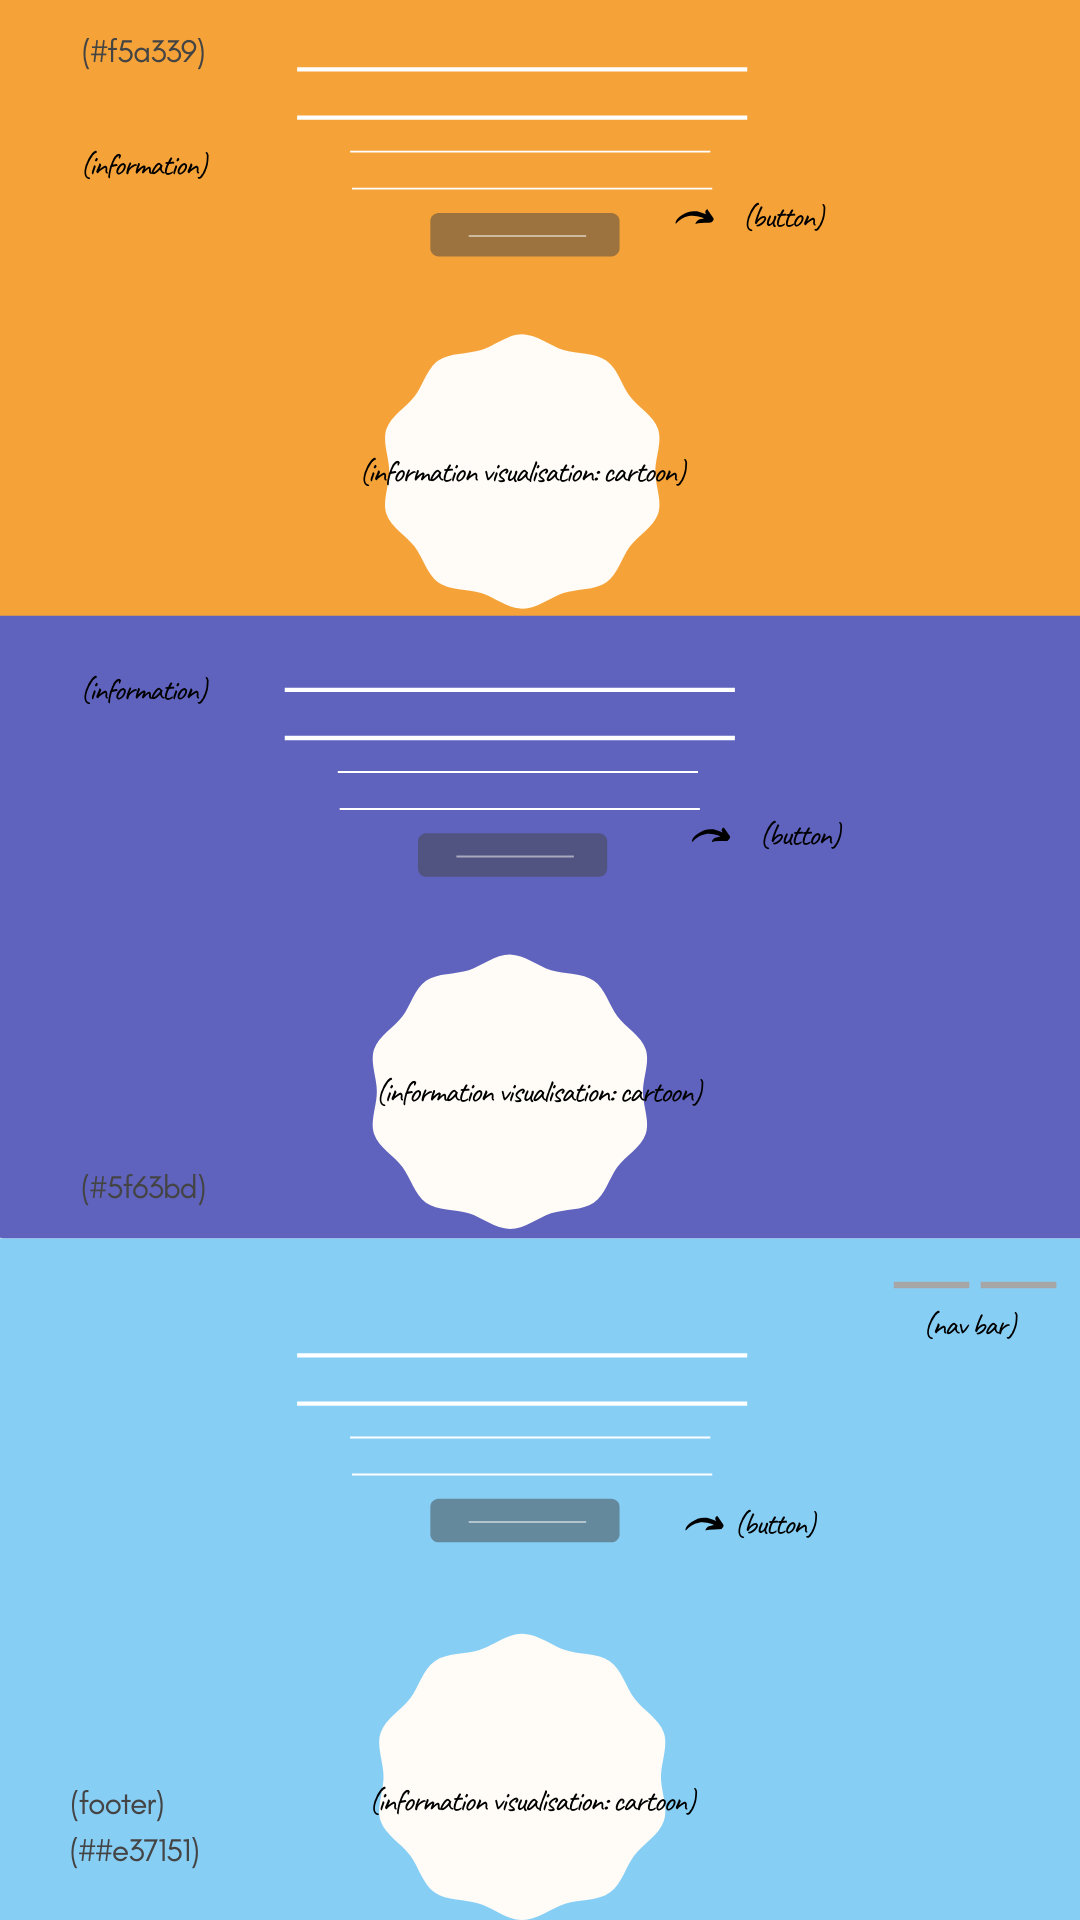 (#f5a339)
(information)
(button)
(information visualisation: cartoon)
(information)
(button)
(information visualisation: cartoon)
(#5f63bd)
(nav bar)
(button)
(information visualisation: cartoon)
(footer)
(##e37151)